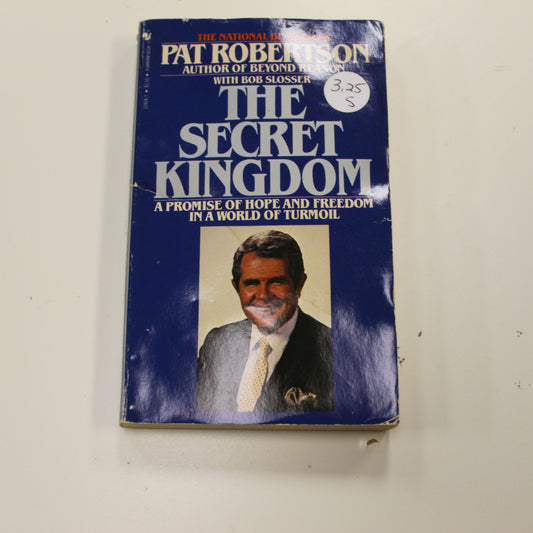 THE NATIONAL
PAT ROBERTSON
AUTHOR OF BEYOND REASON
WITH BOB SLOSSER
3.25
S
THE
SECRET
KINGDOM
A PROMISE OF HOPE AND FREEDOM
IN A WORLD OF TURMOIL